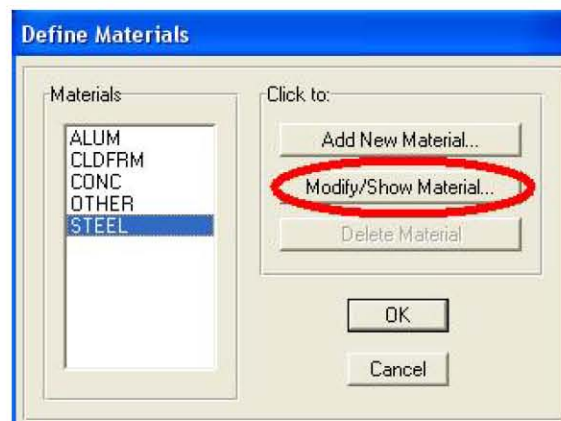 Define Materials
Materials
ALUM
CLDFRM
CONC
OTHER
STEEL
Click to:
Add New Material...
Modify/Show Material...
Delete Material
OK
Cancel